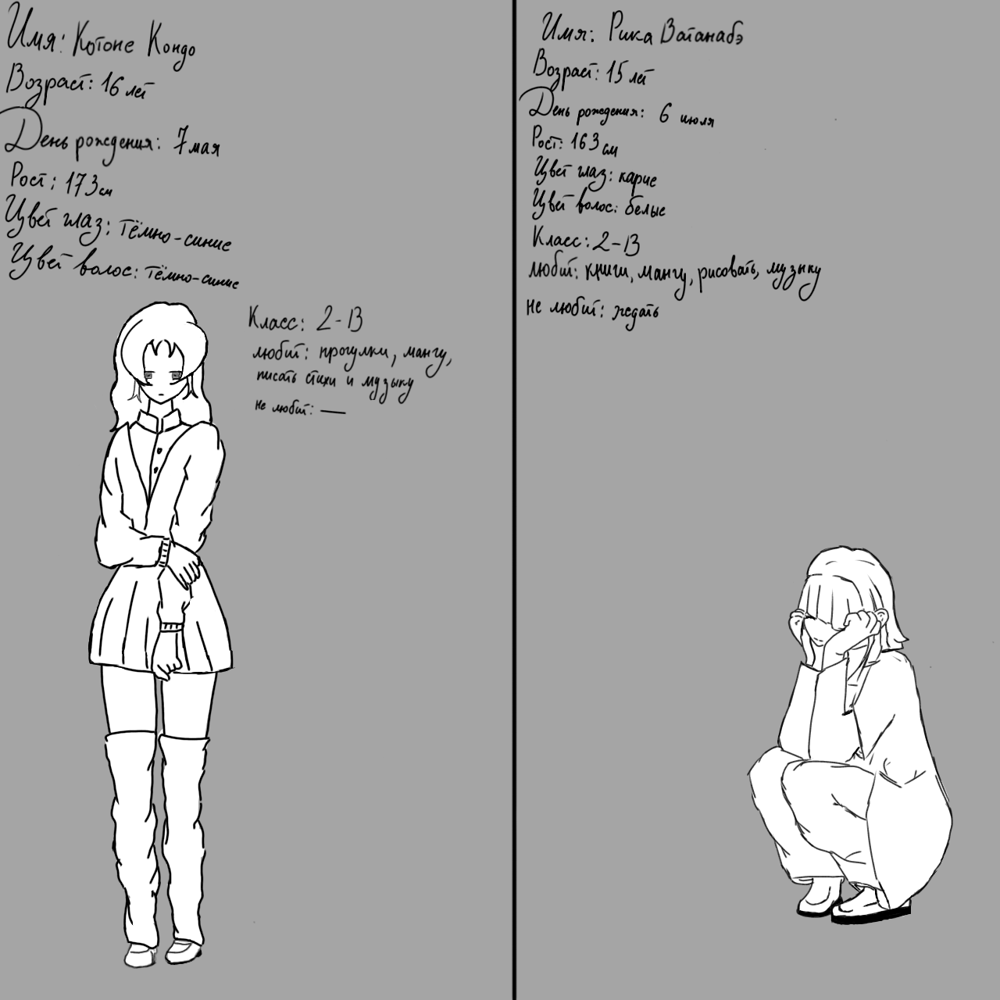 Имя: Котоне Кондо
Возраст: 16 лет
День рождения: 7 мая
Рост: 173 см
Цвет глаз: тёмно-синие
Цвет волос: тёмно-синие
Класс: 2-В
любит: прогулки, мангу,
писать стихи и музыку
Не любит: —
Имя: Рика Ватанабэ
Возраст: 15 лет
День рождения: 6 июля
Рост: 163 см
Цвет глаз: карие
Цвет волос: белые
Класс: 2-В
любит: книги, мангу, рисовать, музыку
Не любит: ждать